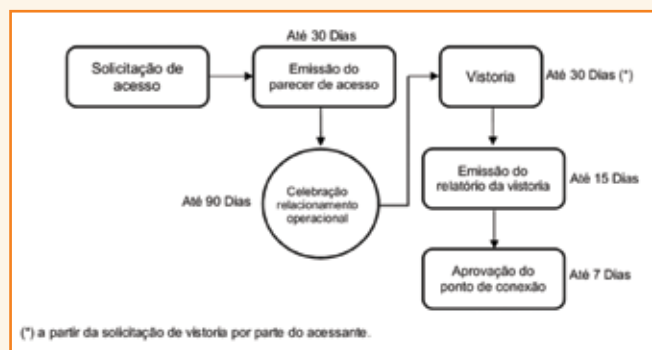 Até 30 Dias
Solicitação de
acesso
Emissão do
parecer de acesso
Vistoria
Até 30 Dias (*)
Até 90 Dias
Celebração
relacionamento
operacional
Emissão do
relatório da vistoria
Até 15 Dias
Aprovação do
ponto de conexão
Até 7 Dias
(*) a partir da solicitação de vistoria por parte do acessante.